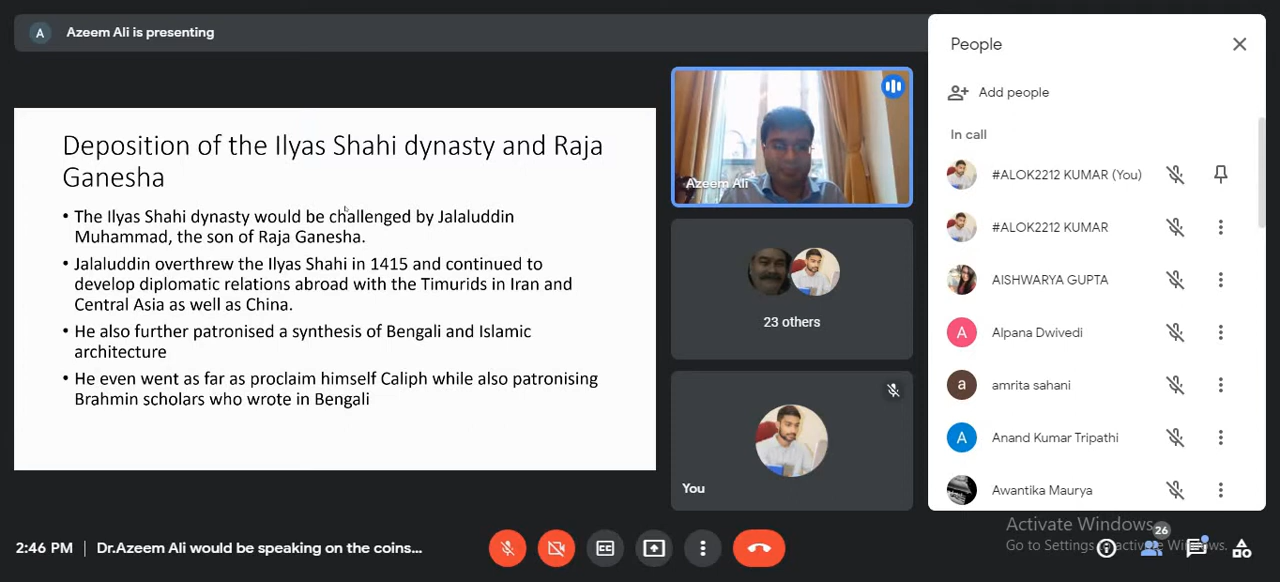 A
Azeem Ali is presenting
Deposition of the Ilyas Shahi dynasty and Raja
Ganesha
• The Ilyas Shahi dynasty would be challenged by Jalaluddin
Muhammad, the son of Raja Ganesha.
• Jalaluddin overthrew the Ilyas Shahi in 1415 and continued to
develop diplomatic relations abroad with the Timurids in Iran and
Central Asia as well as China.
• He also further patronised a synthesis of Bengali and Islamic
architecture
• He even went as far as proclaim himself Caliph while also patronising
Brahmin scholars who wrote in Bengali
Azeem Ali
23 others
You
People
Add people
In call
#ALOK2212 KUMAR (You)
#ALOK2212 KUMAR
AISHWARYA GUPTA
A
Alpana Dwivedi
a
amrita sahani
A
Anand Kumar Tripathi
Awantika Maurya
Activate Windows
Go to Settings to activate Windows.
26
2:46 PM | Dr.Azeem Ali would be speaking on the coins...
CC